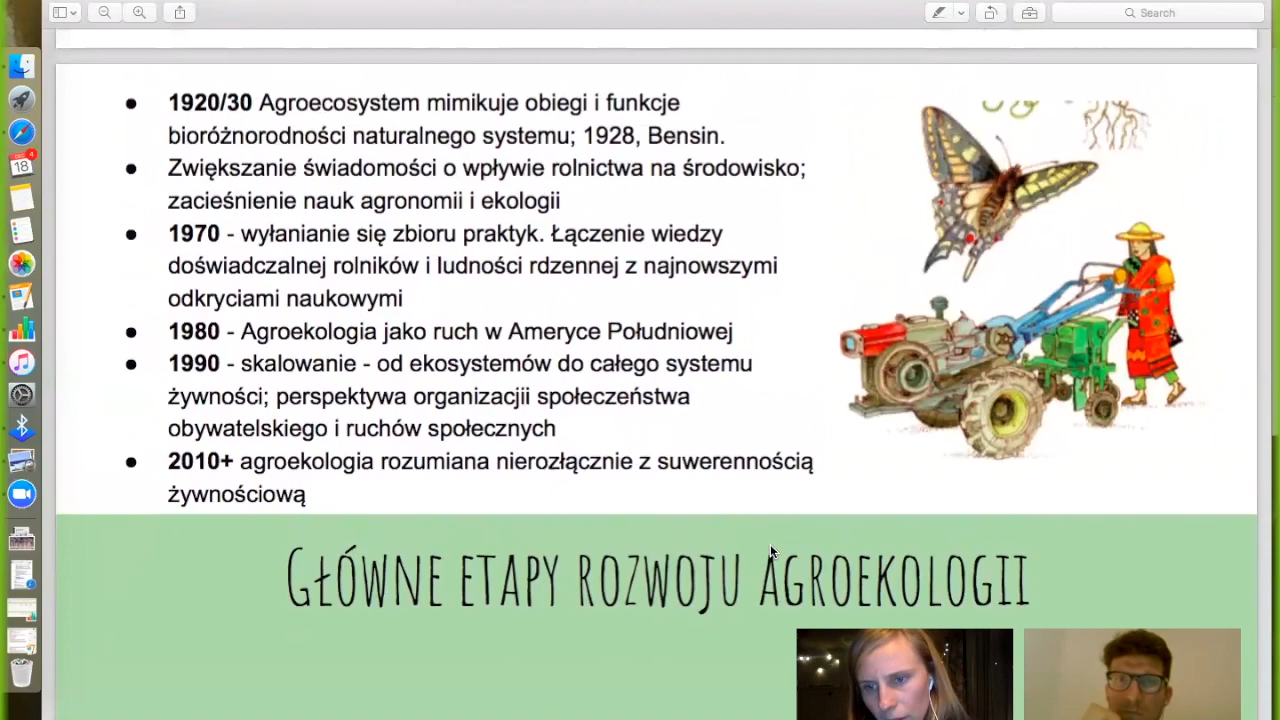 Search
1920/30 Agroecosystem mimikuje obiegi i funkcje
bioróżnorodności naturalnego systemu; 1928, Bensin.
Zwiększanie świadomości o wpływie rolnictwa na środowisko;
zacieśnienie nauk agronomii i ekologii
1970 - wyłanianie się zbioru praktyk. Łączenie wiedzy
doświadczalnej rolników i ludności rdzennej z najnowszymi
odkryciami naukowymi
1980 - Agroekologia jako ruch w Ameryce Południowej
1990 - skalowanie - od ekosystemów do całego systemu
żywności; perspektywa organizacjii społeczeństwa
obywatelskiego i ruchów społecznych
2010+ agroekologia rozumiana nierozłącznie z suwerennością
żywnościową
Główne etapy rozwoju agroekologii
4
18